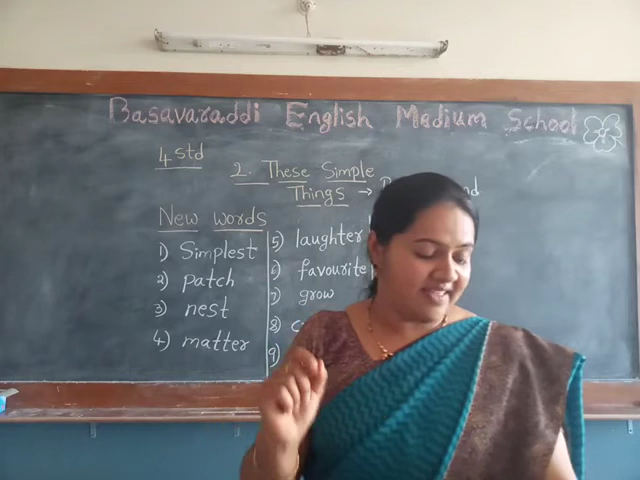 Basavaraddi English Medium School
4 std
2. These Simple
Things →
New words
1) Simplest
2) patch
3) nest
4) matter
5) laughter
6) favourite
7) grow
8)
9)